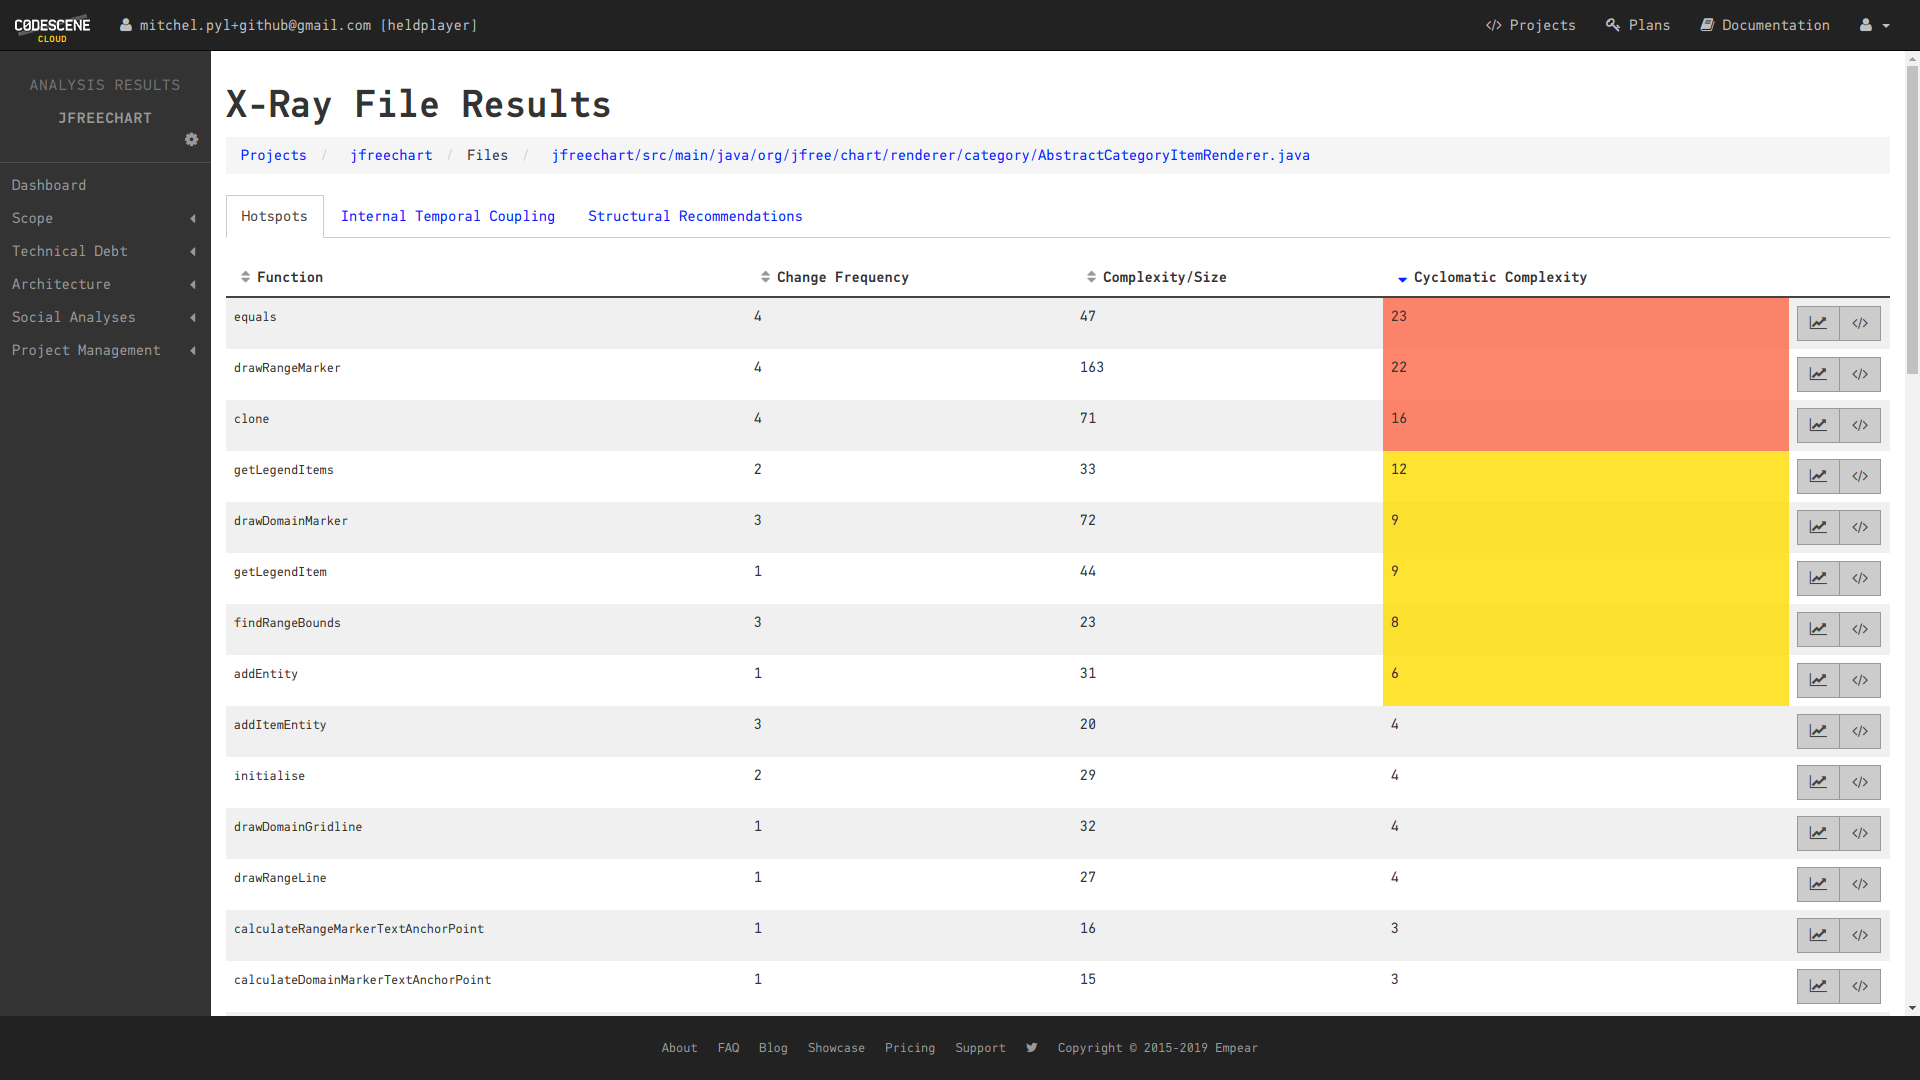 CODESCENE
CLOUD
mitchel.pyl+github@gmail.com [heldplayer]
</> Projects
Plans
Documentation
ANALYSIS RESULTS
JFREECHART
Dashboard
Scope
Technical Debt
Architecture
Social Analyses
Project Management
X-Ray File Results
Projects / jfreechart / Files / jfreechart/src/main/java/org/jfree/chart/renderer/category/AbstractCategoryItemRenderer.java
Hotspots Internal Temporal Coupling Structural Recommendations
Function Change Frequency Complexity/Size Cyclomatic Complexity
equals 4 47 23 </>
drawRangeMarker 4 163 22 </>
clone 4 71 16 </>
getLegendItems 2 33 12 </>
drawDomainMarker 3 72 9 </>
getLegendItem 1 44 9 </>
findRangeBounds 3 23 8 </>
addEntity 1 31 6 </>
addItemEntity 3 20 4 </>
initialise 2 29 4 </>
drawDomainGridline 1 32 4 </>
drawRangeLine 1 27 4 </>
calculateRangeMarkerTextAnchorPoint 1 16 3 </>
calculateDomainMarkerTextAnchorPoint 1 15 3 </>
About FAQ Blog Showcase Pricing Support Copyright © 2015-2019 Empear